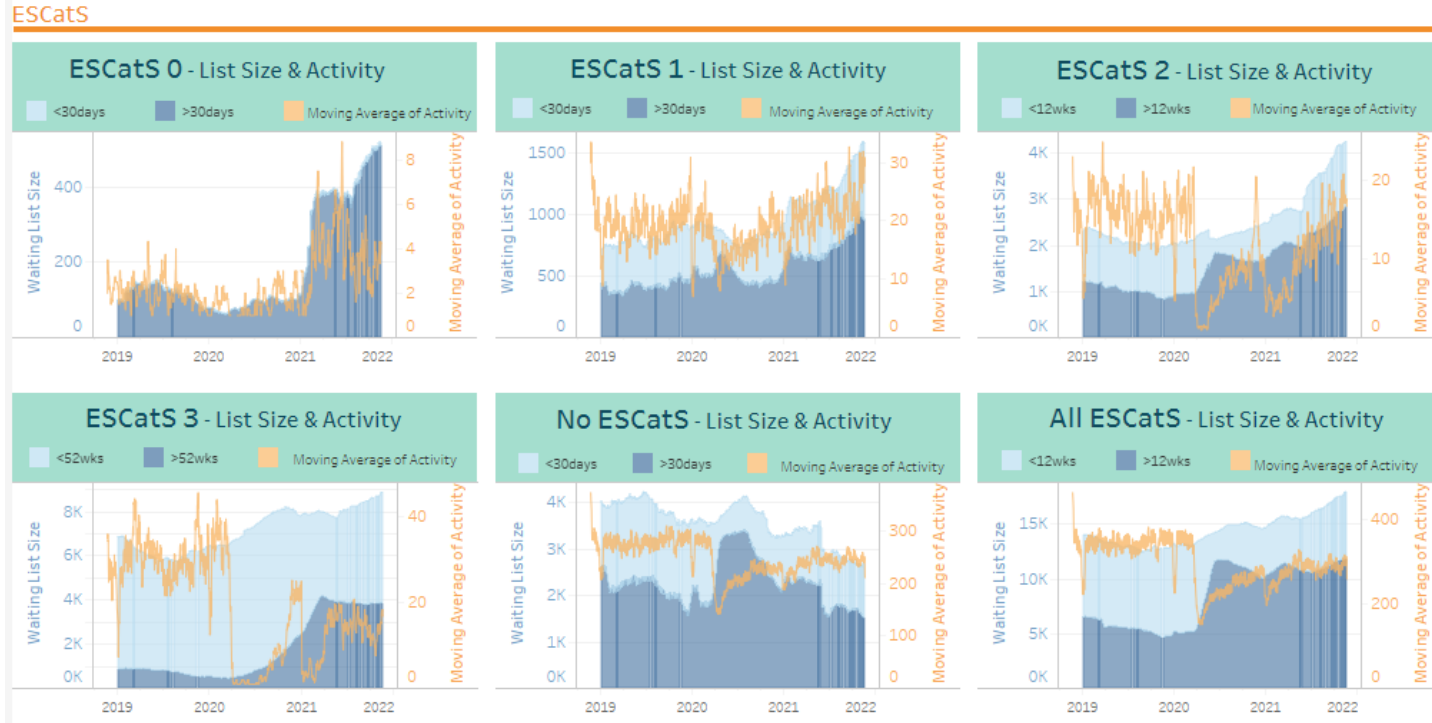 ESCatS
ESCatS 0 - List Size & Activity
<30days >30days Moving Average of Activity
Waiting List Size
400
200
0
8
6
4
2
0
Moving Average of Activity
2019 2020 2021 2022
ESCatS 1 - List Size & Activity
<30days >30days Moving Average of Activity
Waiting List Size
1500
1000
500
0
30
20
10
0
Moving Average of Activity
2019 2020 2021 2022
ESCatS 2 - List Size & Activity
<12wks >12wks Moving Average of Activity
Waiting List Size
4K
3K
2K
1K
0K
20
10
0
Moving Average of Activity
2019 2020 2021 2022
ESCatS 3 - List Size & Activity
<52wks >52wks Moving Average of Activity
Waiting List Size
8K
6K
4K
2K
0K
40
20
0
Moving Average of Activity
2019 2020 2021 2022
No ESCatS - List Size & Activity
<30days >30days Moving Average of Activity
Waiting List Size
4K
3K
2K
1K
0K
300
200
100
0
Moving Average of Activity
2019 2020 2021 2022
All ESCatS - List Size & Activity
<12wks >12wks Moving Average of Activity
Waiting List Size
15K
10K
5K
0K
400
200
0
Moving Average of Activity
2019 2020 2021 2022